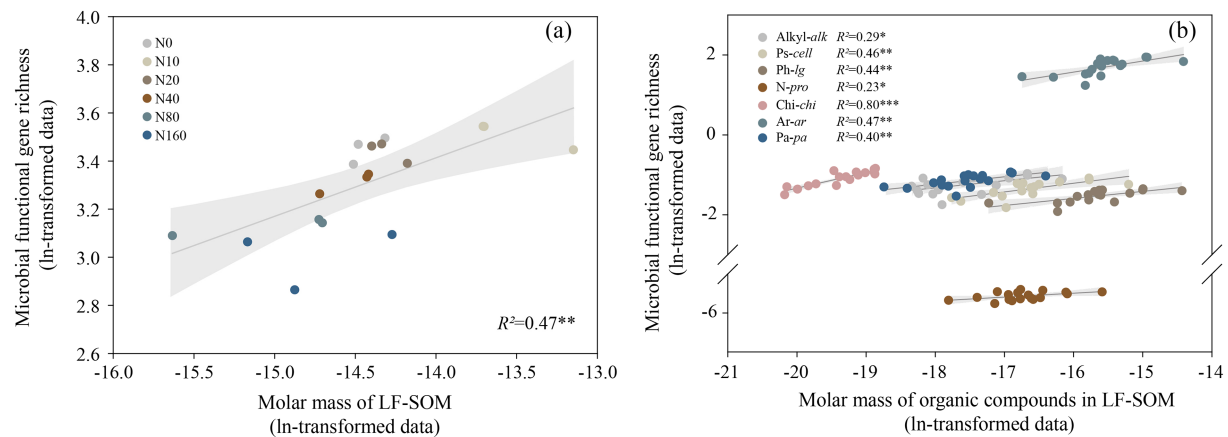 (a)
Microbial functional gene richness
(ln-transformed data)
4.0
3.8
3.6
3.4
3.2
3.0
2.8
2.6
N0
N10
N20
N40
N80
N160
R²=0.47**
-16.0 -15.5 -15.0 -14.5 -14.0 -13.5 -13.0
Molar mass of LF-SOM
(ln-transformed data)
(b)
Microbial functional gene richness
(ln-transformed data)
2
0
-2
-6
Alkyl-alk R²=0.29*
Ps-cell R²=0.46**
Ph-lg R²=0.44**
N-pro R²=0.23*
Chi-chi R²=0.80***
Ar-ar R²=0.47**
Pa-pa R²=0.40**
-21 -20 -19 -18 -17 -16 -15 -14
Molar mass of organic compounds in LF-SOM
(ln-transformed data)